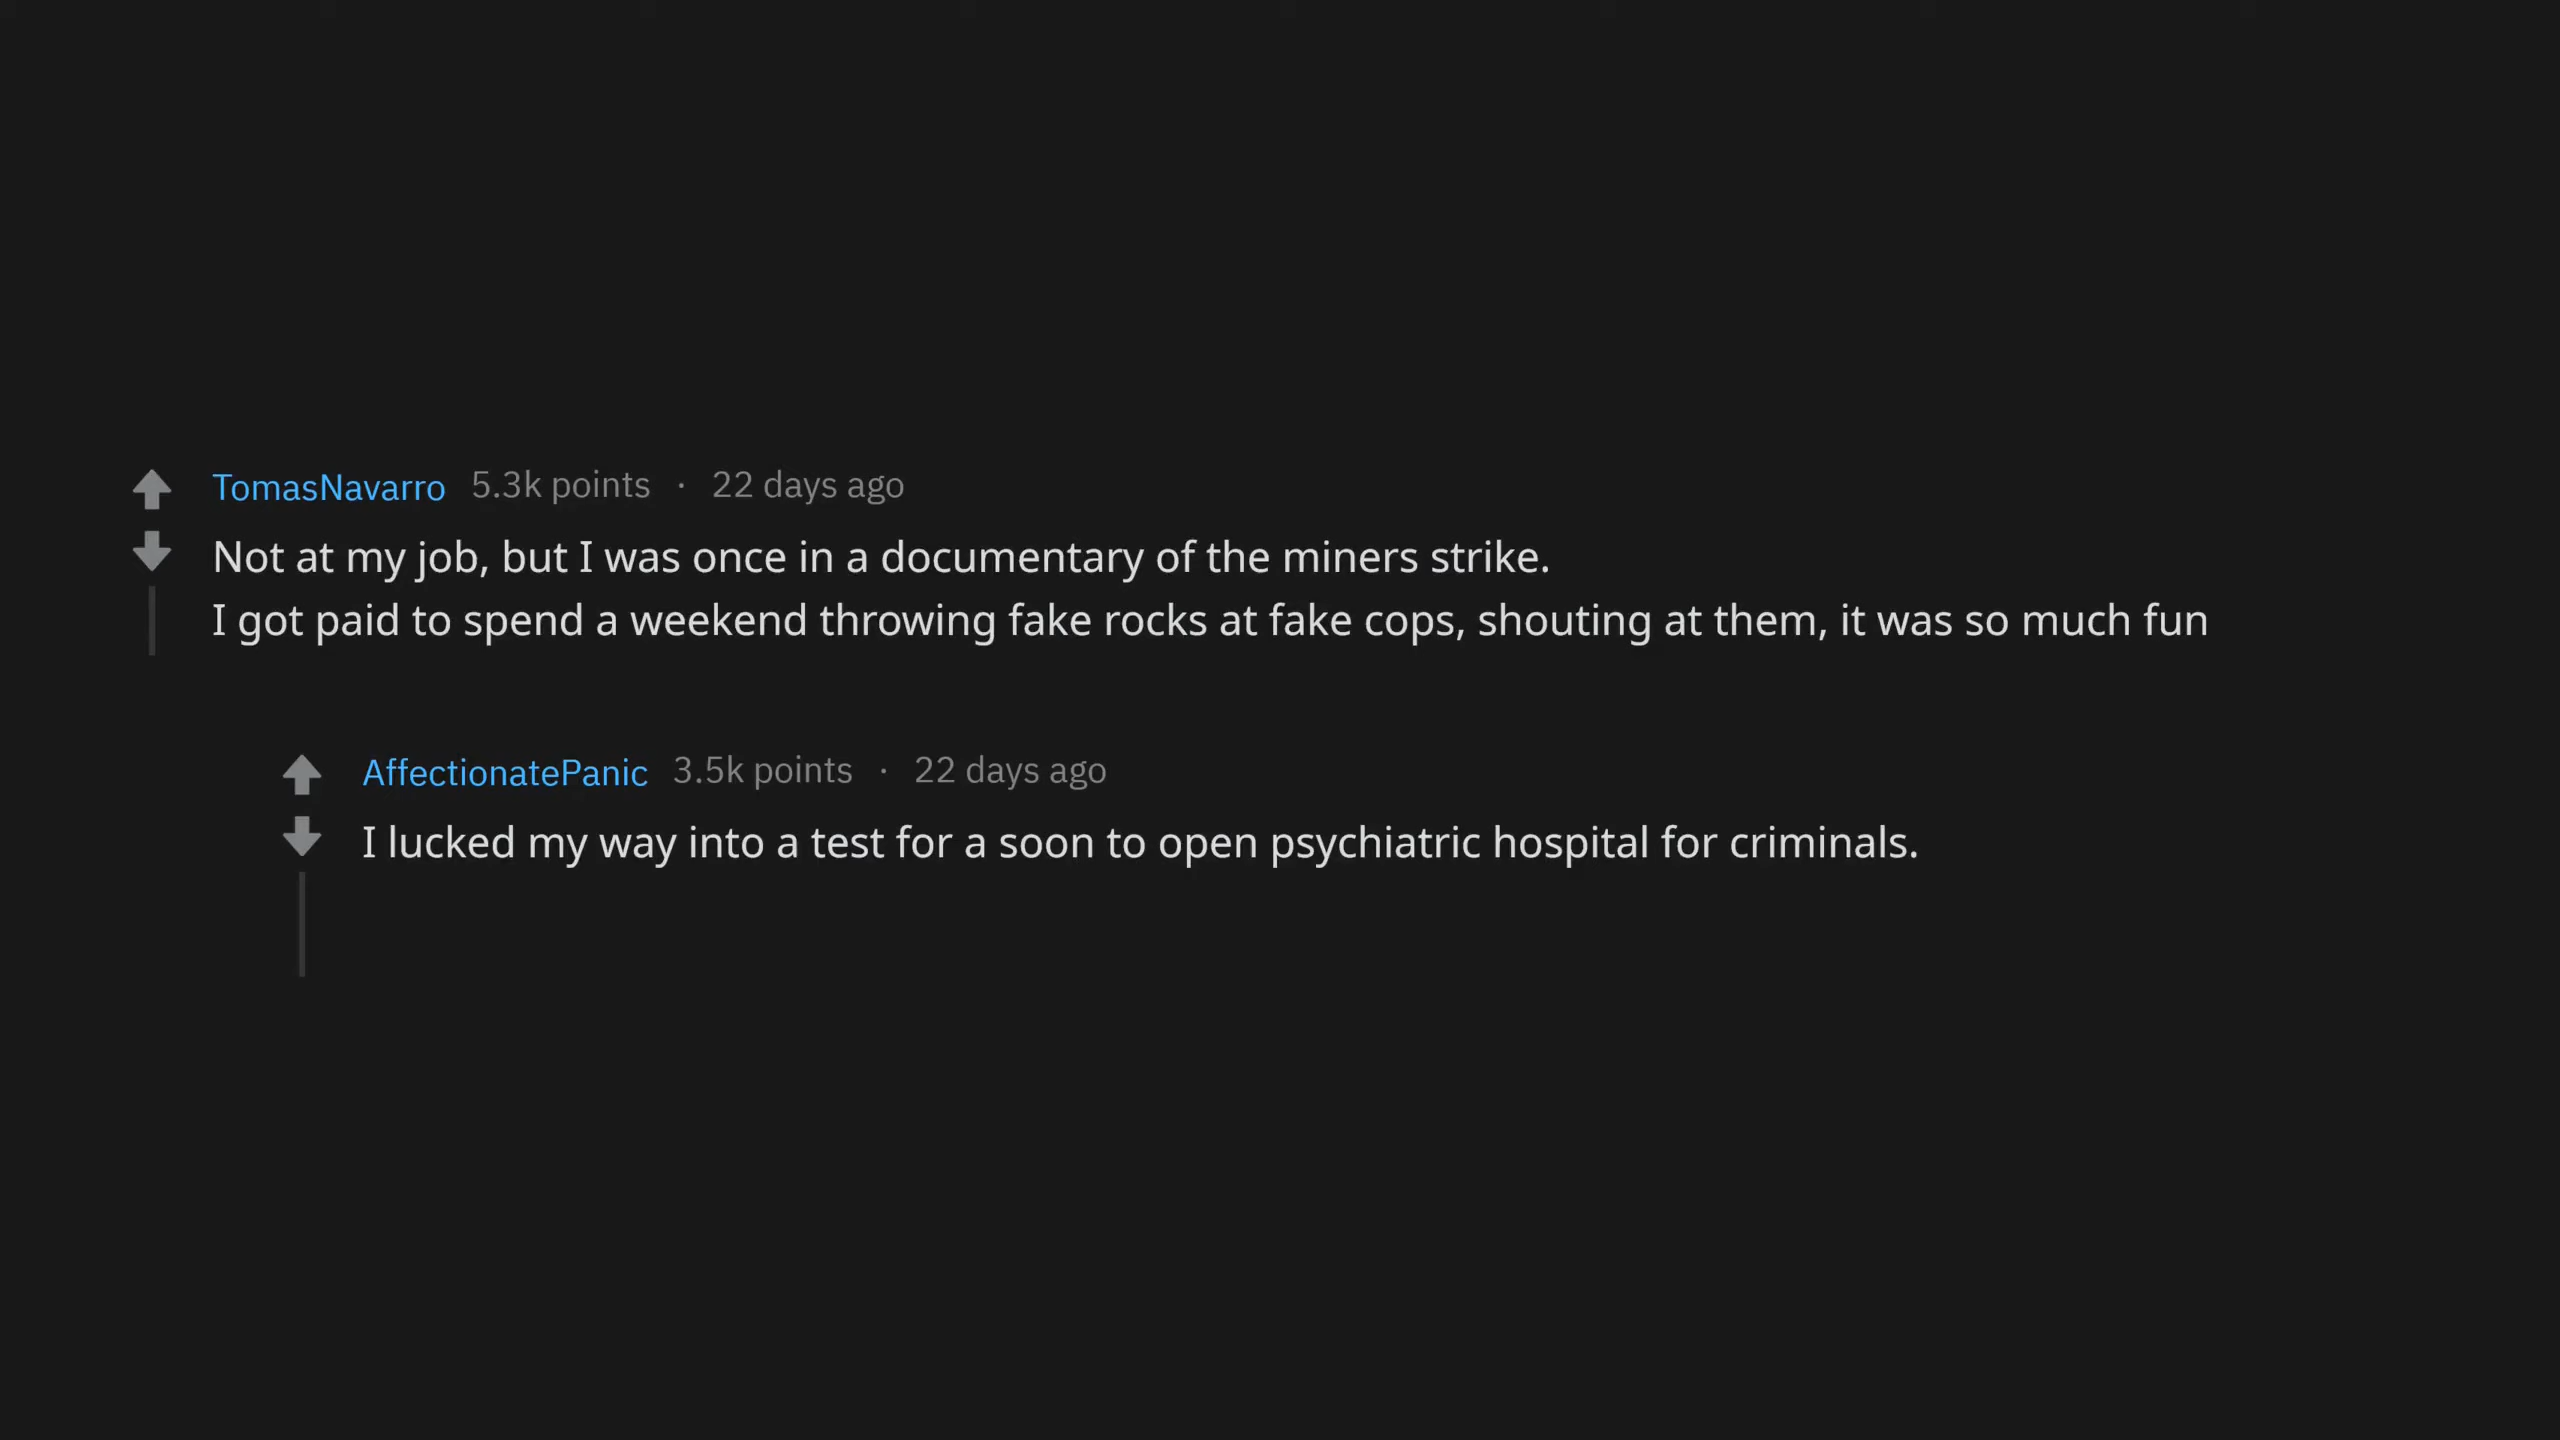 TomasNavarro 5.3k points · 22 days ago
Not at my job, but I was once in a documentary of the miners strike.
I got paid to spend a weekend throwing fake rocks at fake cops, shouting at them, it was so much fun
AffectionatePanic 3.5k points · 22 days ago
I lucked my way into a test for a soon to open psychiatric hospital for criminals.